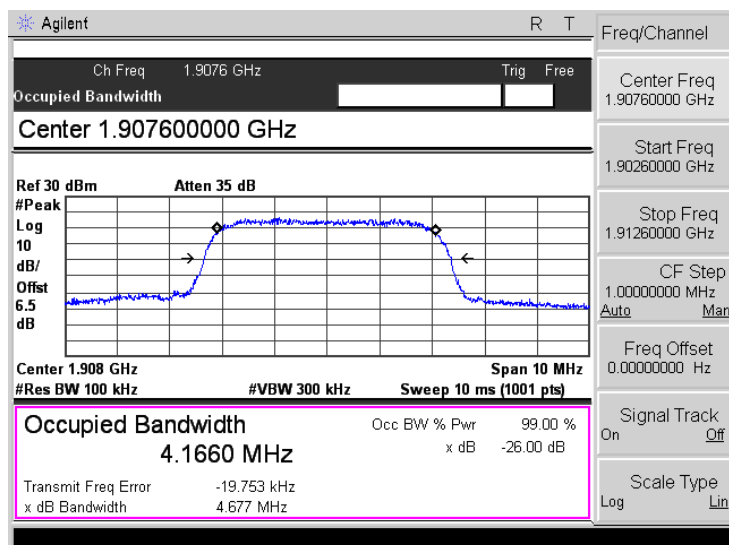 Agilent R T
Freq/Channel
Ch Freq 1.9076 GHz Trig Free
Occupied Bandwidth
Center 1.907600000 GHz
Ref 30 dBm Atten 35 dB
#Peak
Log
10
dB/
Offst
6.5
dB
Center 1.908 GHz Span 10 MHz
#Res BW 100 kHz #VBW 300 kHz Sweep 10 ms (1001 pts)
Occupied Bandwidth Occ BW % Pwr 99.00 %
4.1660 MHz x dB -26.00 dB
Transmit Freq Error -19.753 kHz
x dB Bandwidth 4.677 MHz
Center Freq
1.90760000 GHz
Start Freq
1.90260000 GHz
Stop Freq
1.91260000 GHz
CF Step
1.00000000 MHz
Auto Man
Freq Offset
0.00000000 Hz
Signal Track
On Off
Scale Type
Log Lin